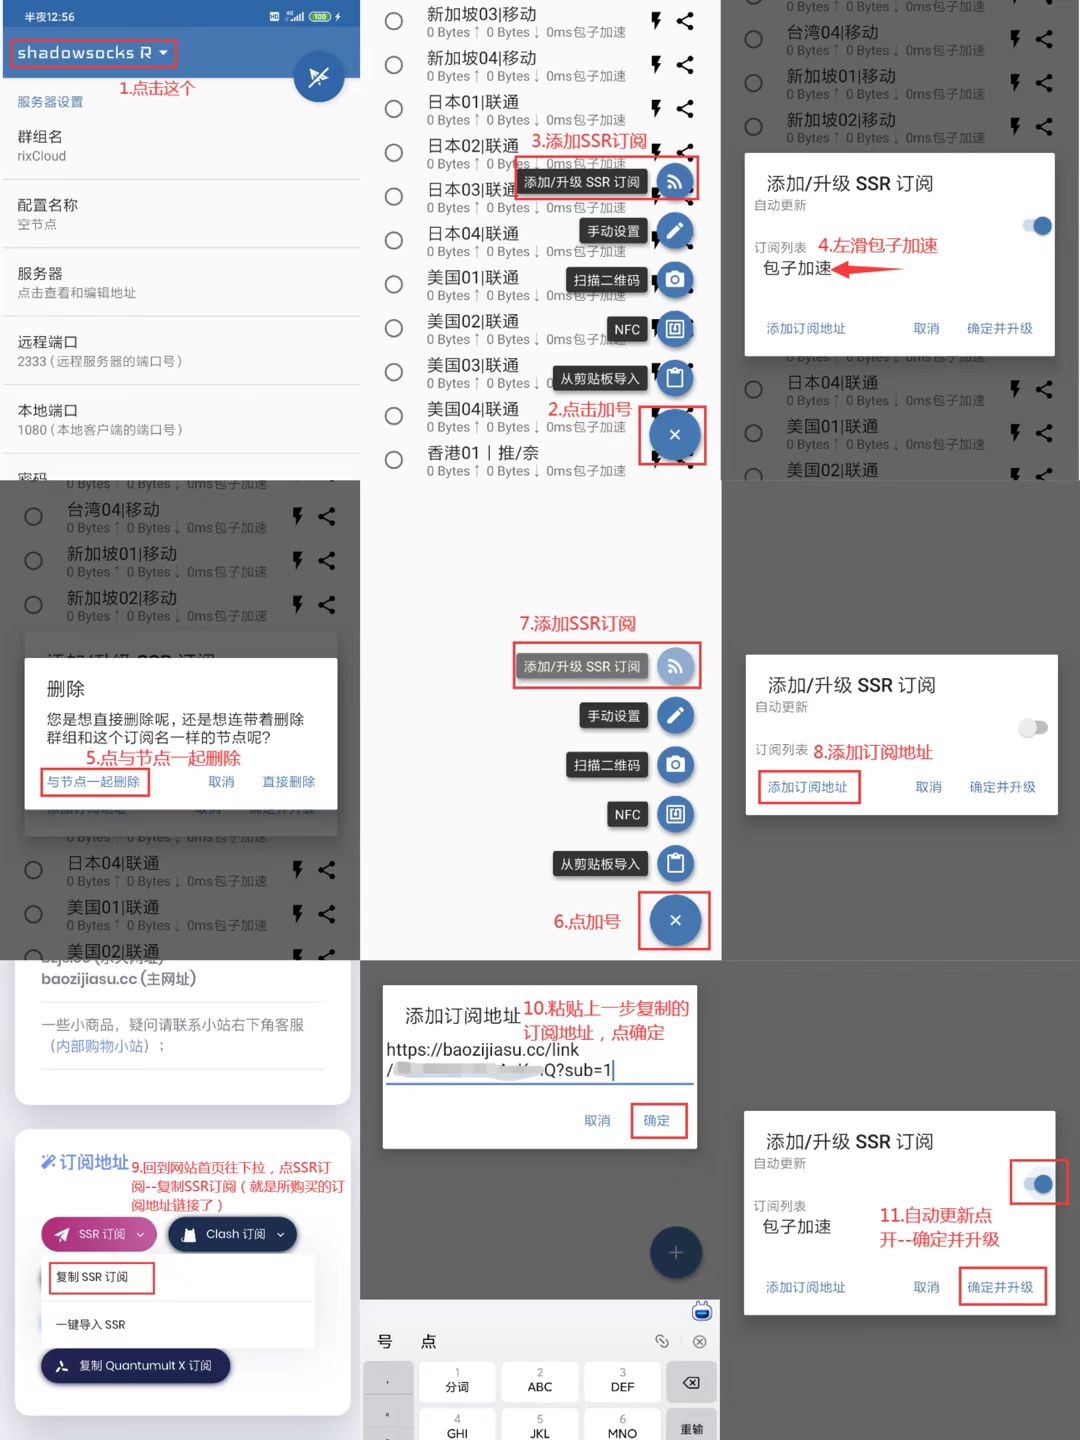 半夜12:56
HD 4G 100
shadowsocks R
1.点击这个
服务器设置
群组名
rixCloud
配置名称
空节点
服务器
点击查看和编辑地址
远程端口
2333（远程服务器的端口号）
本地端口
1080（本地客户端的端口号）
密码
新加坡03|移动
0 Bytes↑ 0 Bytes↓ 0ms包子加速
新加坡04|移动
0 Bytes↑ 0 Bytes↓ 0ms包子加速
日本01|联通
0 Bytes↑ 0 Bytes↓ 0ms包子加速
日本02|联通
3.添加SSR订阅
0 Bytes
添加/升级 SSR 订阅
日本03|联通
0 Bytes↑ 0 Bytes↓ 0ms包子加速
手动设置
日本04|联通
0 Bytes↑ 0 Bytes↓ 0ms包子加速
扫描二维码
美国01|联通
0 Bytes↑ 0 Bytes↓ 0ms包子加速
美国02|联通
NFC
0 Bytes↑ 0 Bytes↓ 0ms包子加速
美国03|联通
从剪贴板导入
0 Bytes↑ 0 Bytes↓
美国04|联通
2.点击加号
0 Bytes↑ 0 Bytes↓ 0ms包子加速
香港01 | 推/奈
0 Bytes↑ 0 Bytes↓ 0ms包子加速
台湾04|移动
0 Bytes↑ 0 Bytes↓ 0ms包子加速
新加坡01|移动
0 Bytes↑ 0 Bytes↓ 0ms包子加速
新加坡02|移动
添加/升级 SSR 订阅
自动更新
订阅列表
4.左滑包子加速
包子加速
添加订阅地址
取消
确定并升级
0 Bytes↑ 0 Bytes↓ 0ms包子加速
日本04|联通
0 Bytes↑ 0 Bytes↓ 0ms包子加速
美国01|联通
0 Bytes↑ 0 Bytes↓ 0ms包子加速
美国02|联通
0 Bytes↑ 0 Bytes↓ 0ms包子加速
台湾04|移动
0 Bytes↑ 0 Bytes↓ 0ms包子加速
新加坡01|移动
0 Bytes↑ 0 Bytes↓ 0ms包子加速
新加坡02|移动
0 Bytes↑ 0 Bytes↓ 0ms包子加速
添加/升级 SSR 订阅
删除
您是想直接删除呢，还是想连带着删除
群组和这个订阅名一样的节点呢?
5.点与节点一起删除
与节点一起删除
取消
直接删除
添加订阅地址
取消
确定并升级
0 Bytes↑ 0 Bytes↓ 0ms包子加速
日本04|联通
0 Bytes↑ 0 Bytes↓ 0ms包子加速
美国01|联通
0 Bytes↑ 0 Bytes↓ 0ms包子加速
美国02|联通
7.添加SSR订阅
添加/升级 SSR 订阅
手动设置
扫描二维码
NFC
从剪贴板导入
6.点加号
添加/升级 SSR 订阅
自动更新
订阅列表
8.添加订阅地址
添加订阅地址
取消
确定并升级
baozijiasu.cc (主网址)
一些小商品，疑问请联系小站右下角客服
（内部购物小站）；
订阅地址
9.回到网站首页往下拉，点SSR订
阅--复制SSR订阅（就是所购买的订
阅地址链接了）
SSR 订阅
Clash 订阅
复制 SSR 订阅
一键导入 SSR
复制 Quantumult X 订阅
添加订阅地址
10.粘贴上一步复制的
订阅地址，点确定
https://baozijiasu.cc/link
Q?sub=1
取消
确定
号 点
1
分词
2
ABC
3
DEF
4
GHI
5
JKL
6
MNO
重输
添加/升级 SSR 订阅
自动更新
订阅列表
包子加速
11.自动更新点
开--确定并升级
添加订阅地址
取消
确定并升级